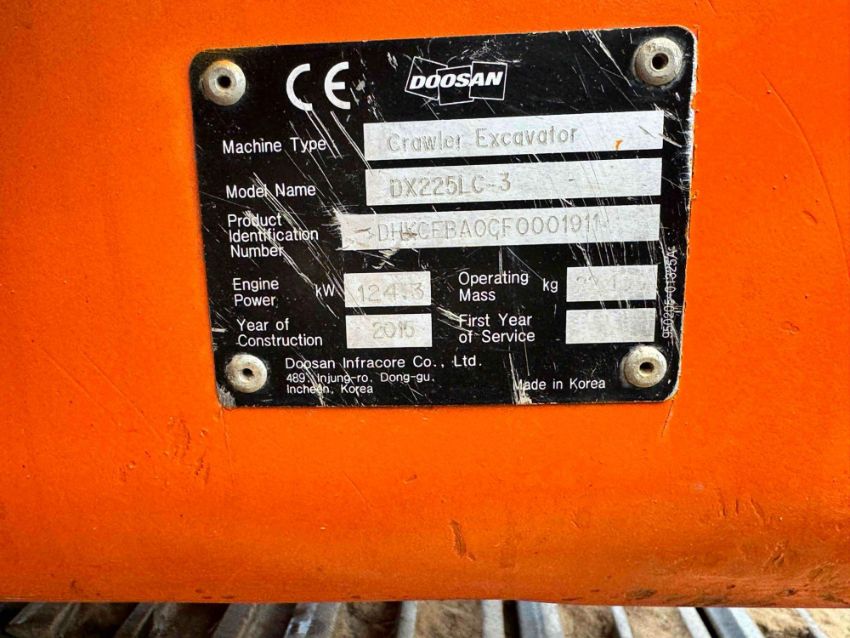 CE DOOSAN
Machine Type Crawler Excavator
Model Name DX225LC-3
Product
Identification
Number
Engine
Power kW 124.3
Operating
Mass kg
Year of
Construction
First Year
of Service
Doosan Infracore Co., Ltd.
489, Injung-ro, Dong-gu,
Incheon, Korea
Made in Korea